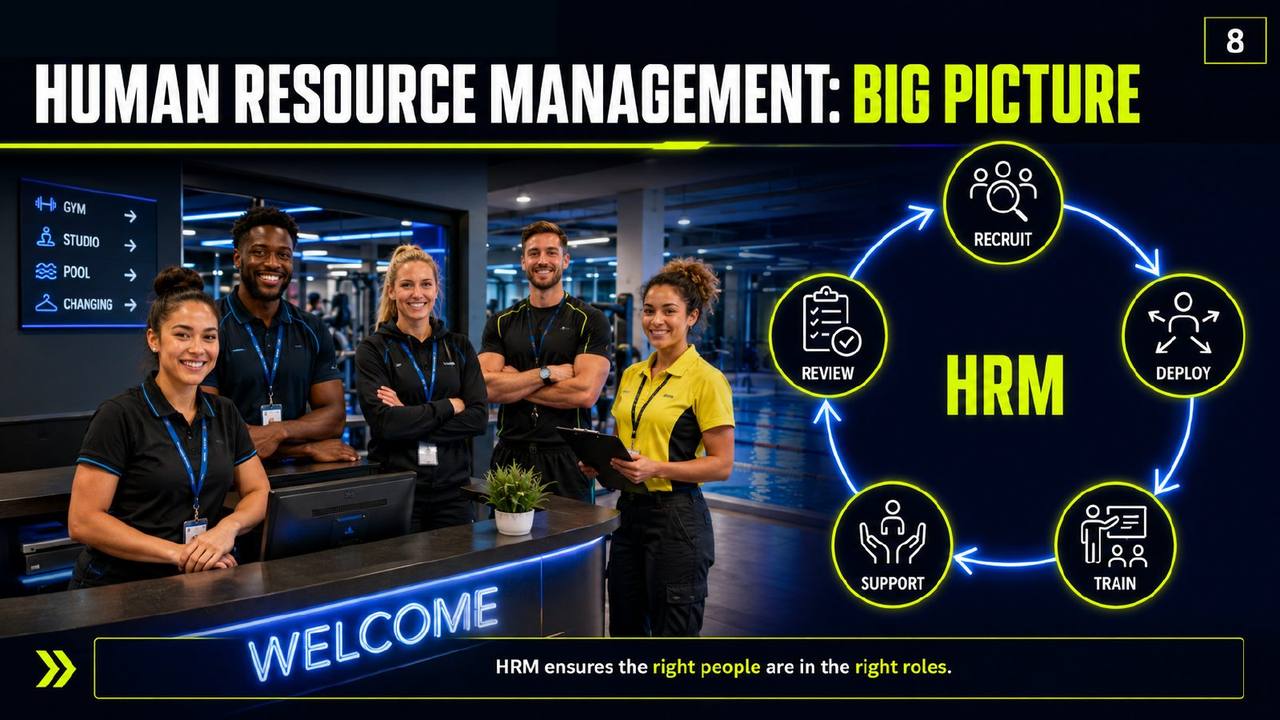 8
HUMAN RESOURCE MANAGEMENT: BIG PICTURE
GYM
STUDIO
POOL
CHANGING
RECRUIT
DEPLOY
TRAIN
SUPPORT
REVIEW
HRM
WELCOME
HRM ensures the right people are in the right roles.